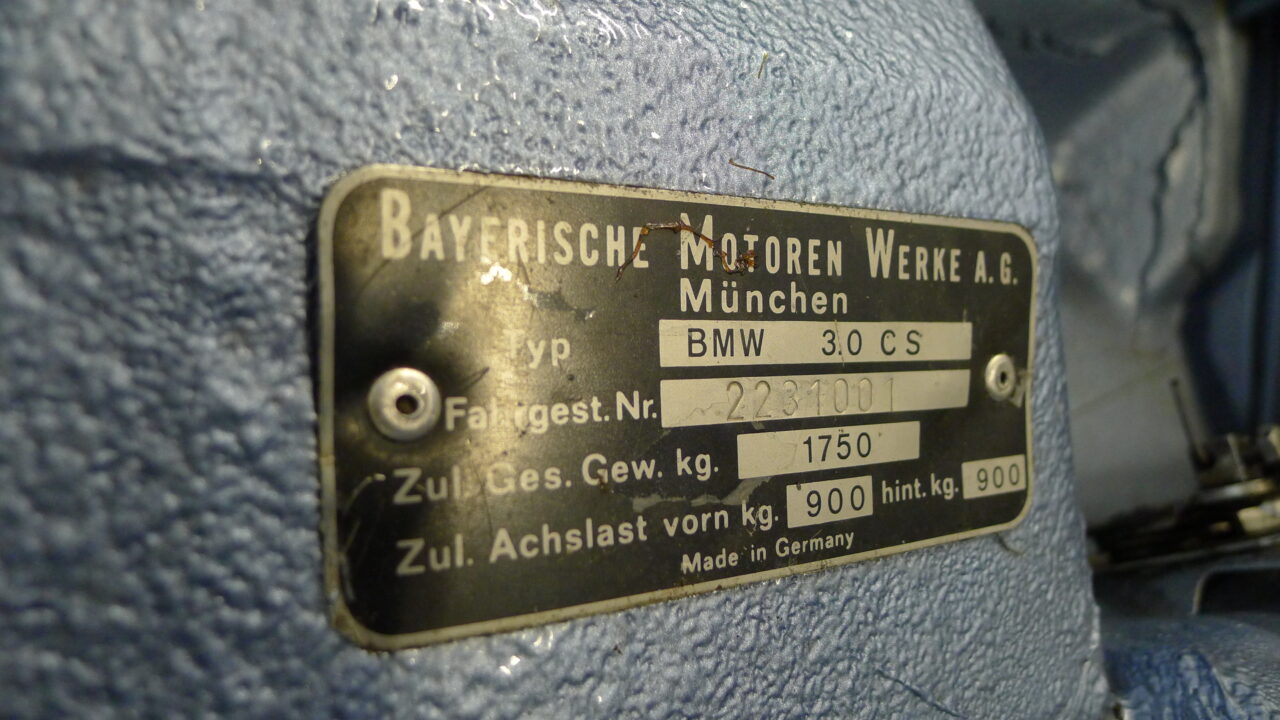 BAYERISCHE MOTOREN WERKE A.G.
München
Typ BMW 3.0 CS
Fahrgest.Nr. 2231001
Zul. Ges. Gew. kg. 1750
Zul. Achslast vorn kg. 900 hint. kg. 900
Made in Germany